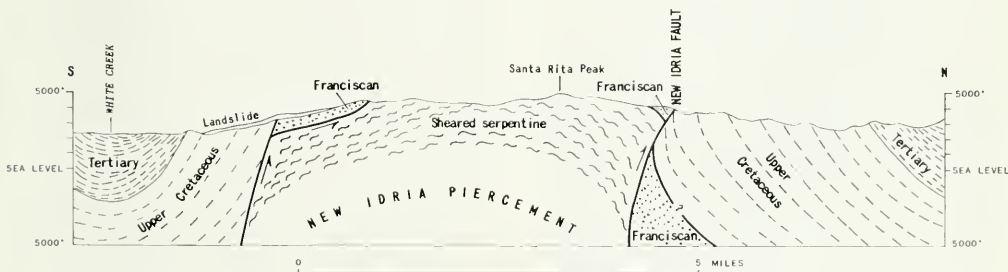 S
WHITE CREEK
NEW IDRIA FAULT
N
Santa Rita Peak
Franciscan
Franciscan
5000'
5000'
Landslide
Sheared serpentine
Tertiary
Tertiary
SEA LEVEL
SEA LEVEL
Upper Cretaceous
Upper
Cretaceous
NEW IDRIA PIERCEMENT
?
Franciscan
5000'
5000'
0
5 MILES